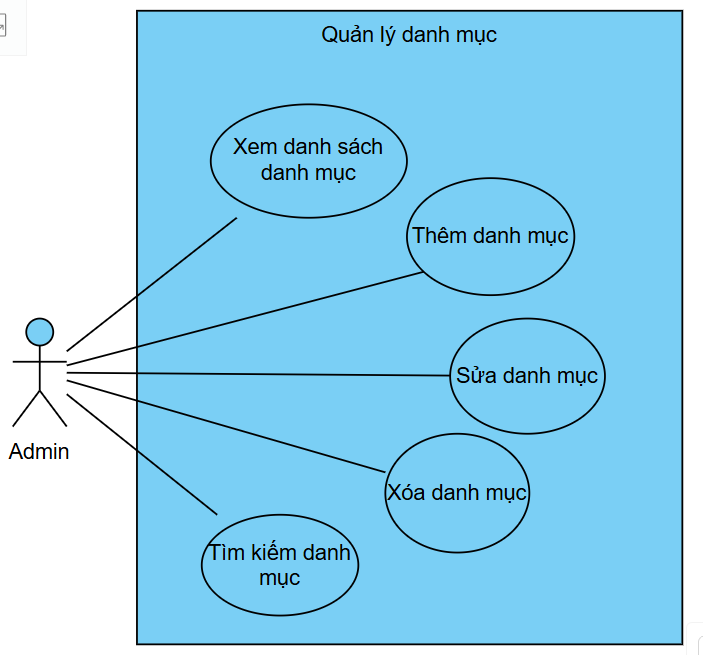 Quản lý danh mục
Xem danh sách
danh mục
Thêm danh mục
Sửa danh mục
Xóa danh mục
Tìm kiếm danh
mục
Admin